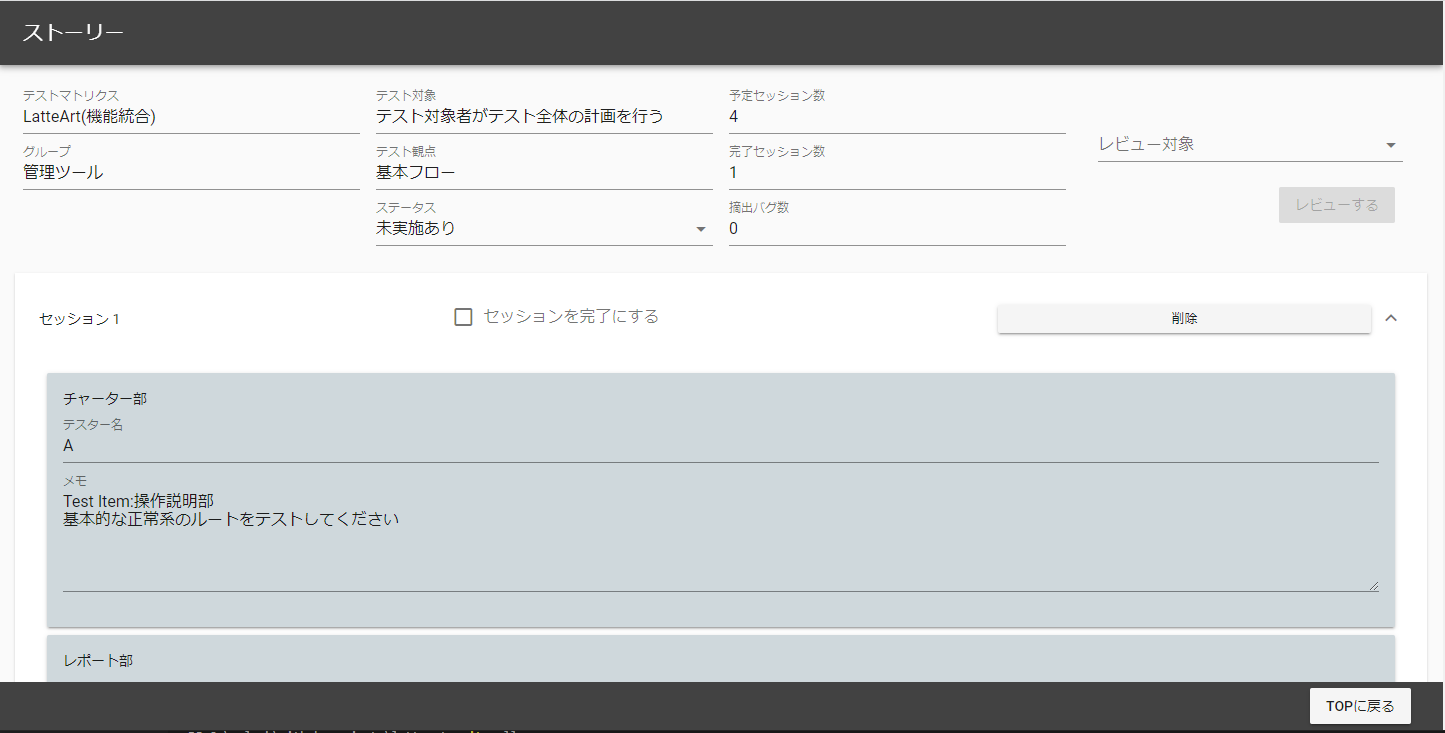 ストーリー
テストマトリクス
LatteArt(機能統合)
グループ
管理ツール
テスト対象
テスト対象者がテスト全体の計画を行う
テスト観点
基本フロー
ステータス
未実施あり
予定セッション数
4
完了セッション数
1
摘出バグ数
0
レビュー対象
レビューする
セッション 1
セッションを完了にする
削除
チャーター部
テスター名
A
メモ
Test Item:操作説明部
基本的な正常系のルートをテストしてください
レポート部
TOPに戻る